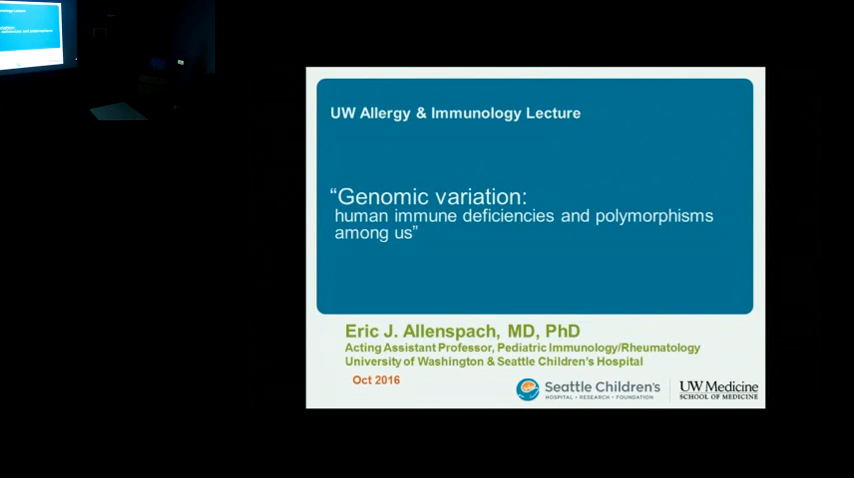 UW Allergy & Immunology Lecture
“Genomic variation:
human immune deficiencies and polymorphisms
among us”
Eric J. Allenspach, MD, PhD
Acting Assistant Professor, Pediatric Immunology/Rheumatology
University of Washington & Seattle Children's Hospital
Oct 2016
Seattle Children's
HOSPITAL • RESEARCH • FOUNDATION
UW Medicine
SCHOOL OF MEDICINE